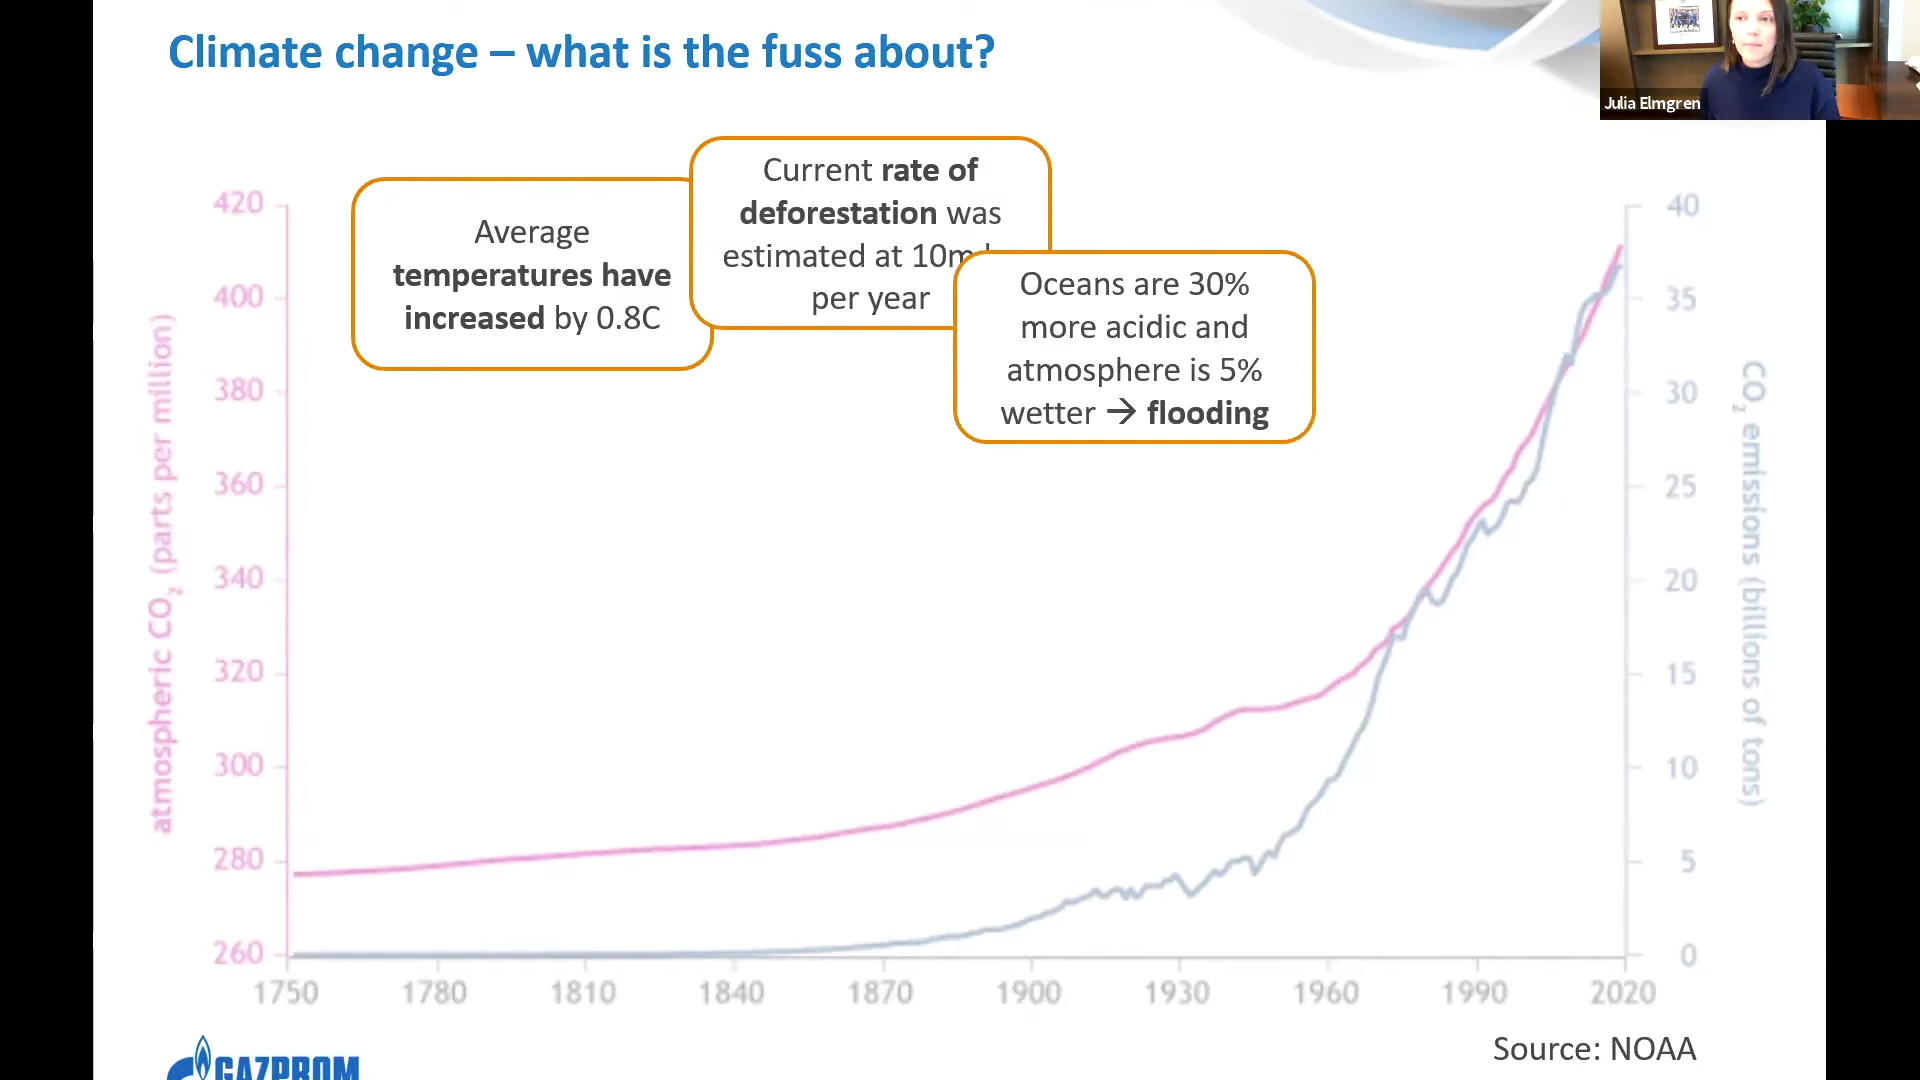 Climate change – what is the fuss about?
Julia Elmgren
Average
temperatures have
increased by 0.8C
Current rate of
deforestation was
estimated at
per year
Oceans are 30%
more acidic and
atmosphere is 5%
wetter → flooding
atmospheric CO2 (parts per million)
420
400
380
360
340
320
300
280
260
CO2 emissions (billions of tons)
40
35
30
25
20
15
10
5
0
1750 1780 1810 1840 1870 1900 1930 1960 1990 2020
Source: NOAA
GAZPROM